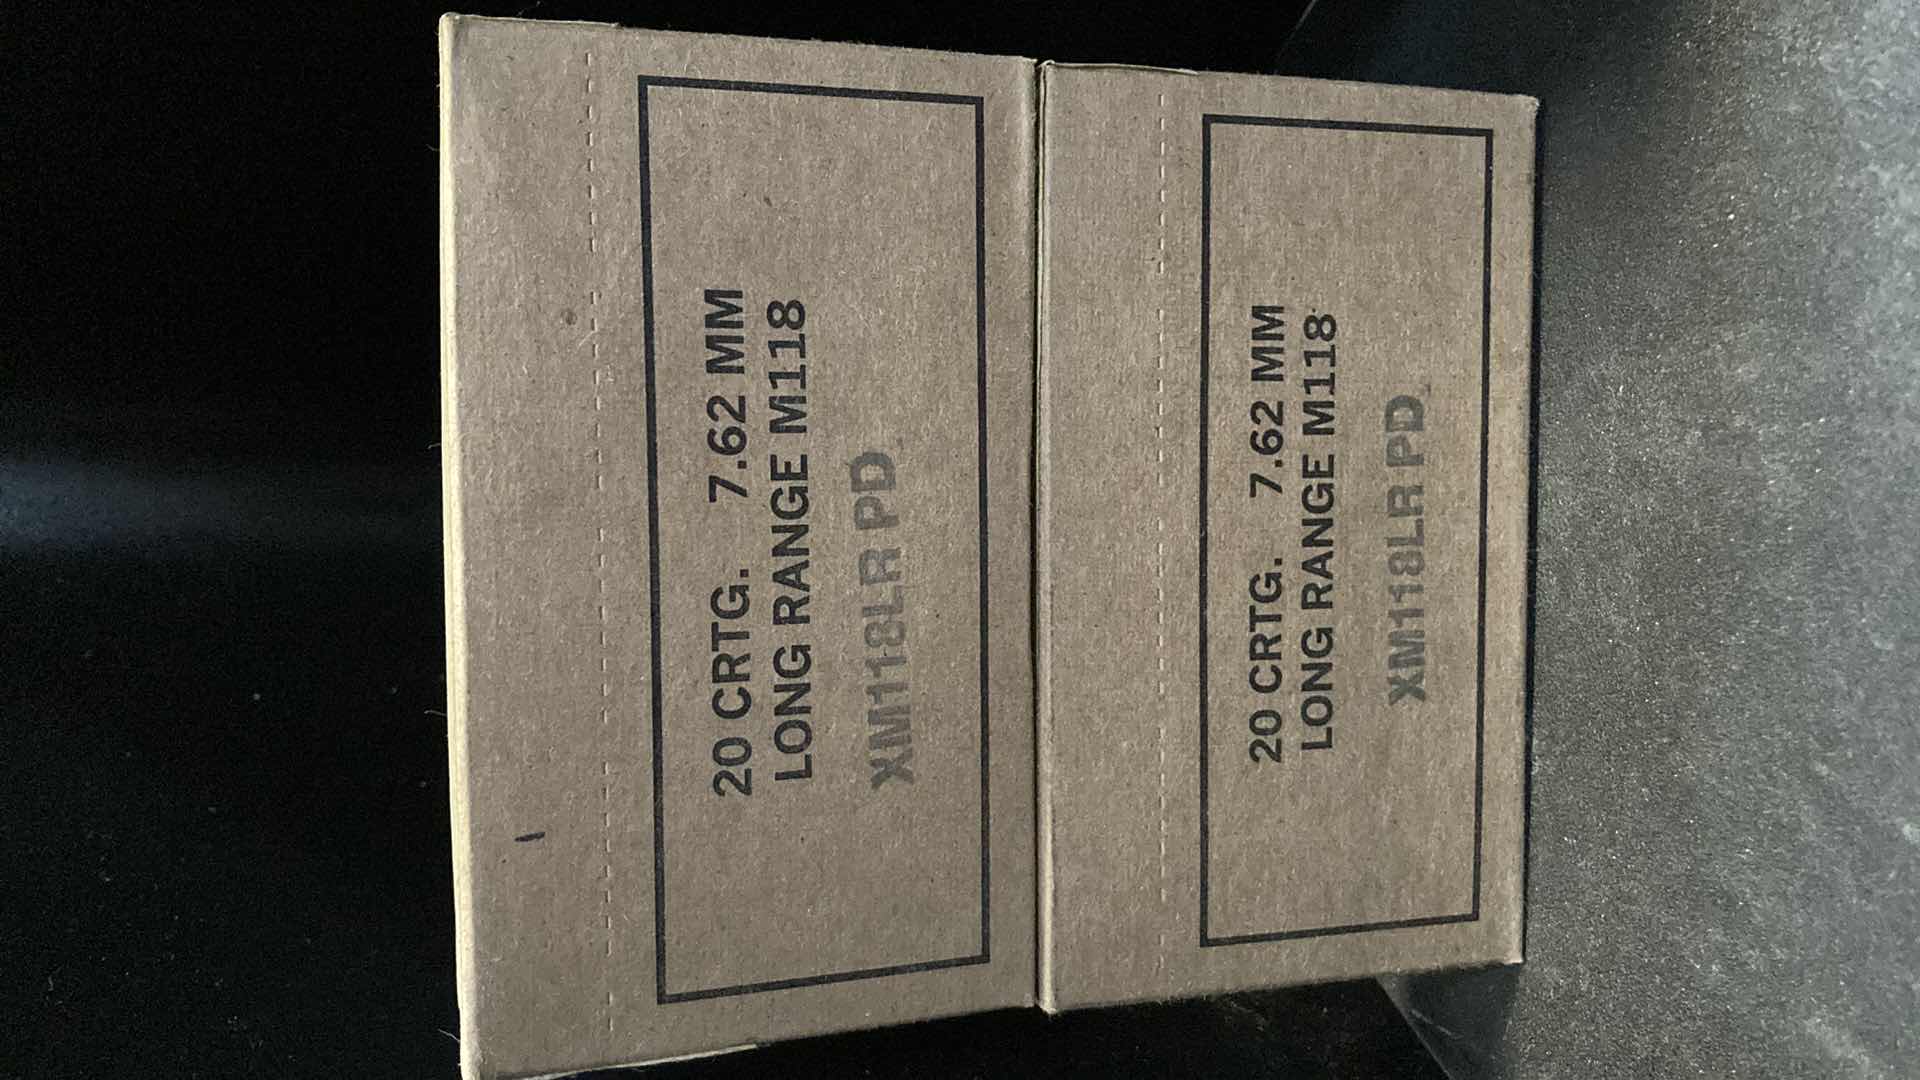 20 CRTG. 7.62 MM
LONG RANGE M118
XM118LR PD
20 CRTG. 7.62 MM
LONG RANGE M118
XM118LR PD